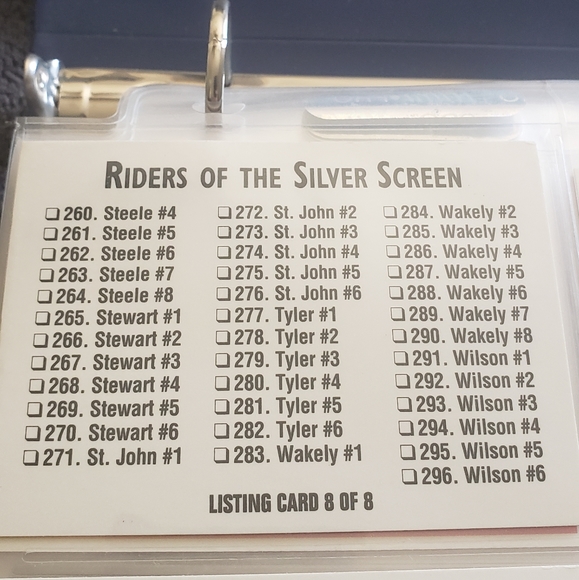 RIDERS OF THE SILVER SCREEN
❑ 260. Steele #4
❑ 261. Steele #5
❑ 262. Steele #6
❑ 263. Steele #7
❑ 264. Steele #8
❑ 265. Stewart #1
❑ 266. Stewart #2
❑ 267. Stewart #3
❑ 268. Stewart #4
❑ 269. Stewart #5
❑ 270. Stewart #6
❑ 271. St. John #1
❑ 272. St. John #2
❑ 273. St. John #3
❑ 274. St. John #4
❑ 275. St. John #5
❑ 276. St. John #6
❑ 277. Tyler #1
❑ 278. Tyler #2
❑ 279. Tyler #3
❑ 280. Tyler #4
❑ 281. Tyler #5
❑ 282. Tyler #6
❑ 283. Wakely #1
❑ 284. Wakely #2
❑ 285. Wakely #3
❑ 286. Wakely #4
❑ 287. Wakely #5
❑ 288. Wakely #6
❑ 289. Wakely #7
❑ 290. Wakely #8
❑ 291. Wilson #1
❑ 292. Wilson #2
❑ 293. Wilson #3
❑ 294. Wilson #4
❑ 295. Wilson #5
❑ 296. Wilson #6
LISTING CARD 8 OF 8